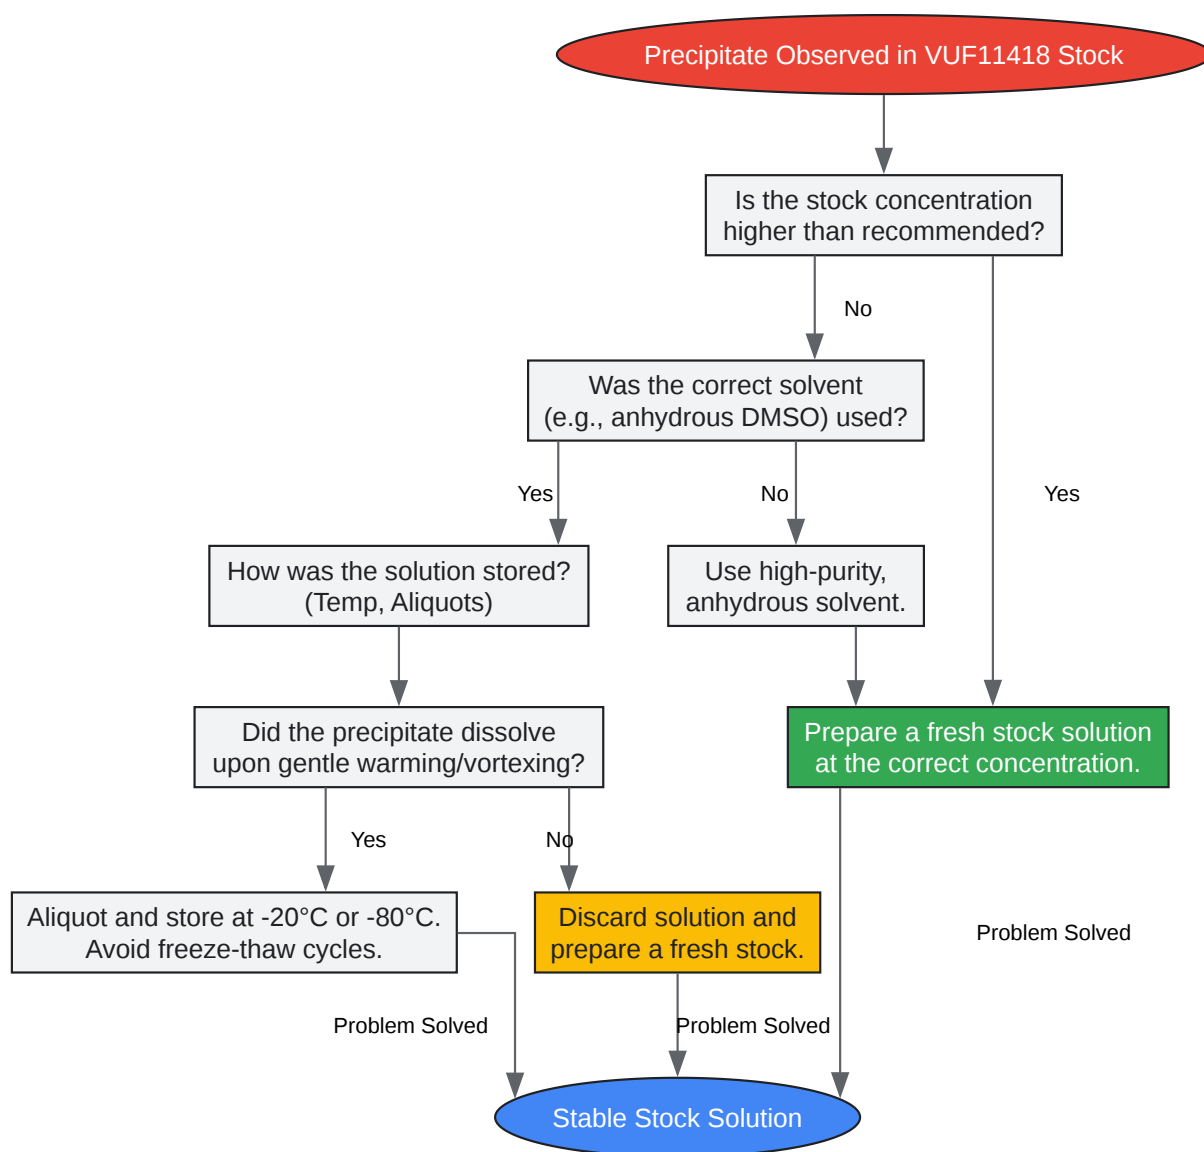 Precipitate Observed in VUF11418 Stock
Is the stock concentration
higher than recommended?
No
Was the correct solvent
(e.g., anhydrous DMSO) used?
Yes
No
Yes
How was the solution stored?
(Temp, Aliquots)
Use high-purity,
anhydrous solvent.
Did the precipitate dissolve
upon gentle warming/vortexing?
Prepare a fresh stock solution
at the correct concentration.
Yes
No
Aliquot and store at -20°C or -80°C.
Avoid freeze-thaw cycles.
Discard solution and
prepare a fresh stock.
Problem Solved
Problem Solved
Problem Solved
Stable Stock Solution